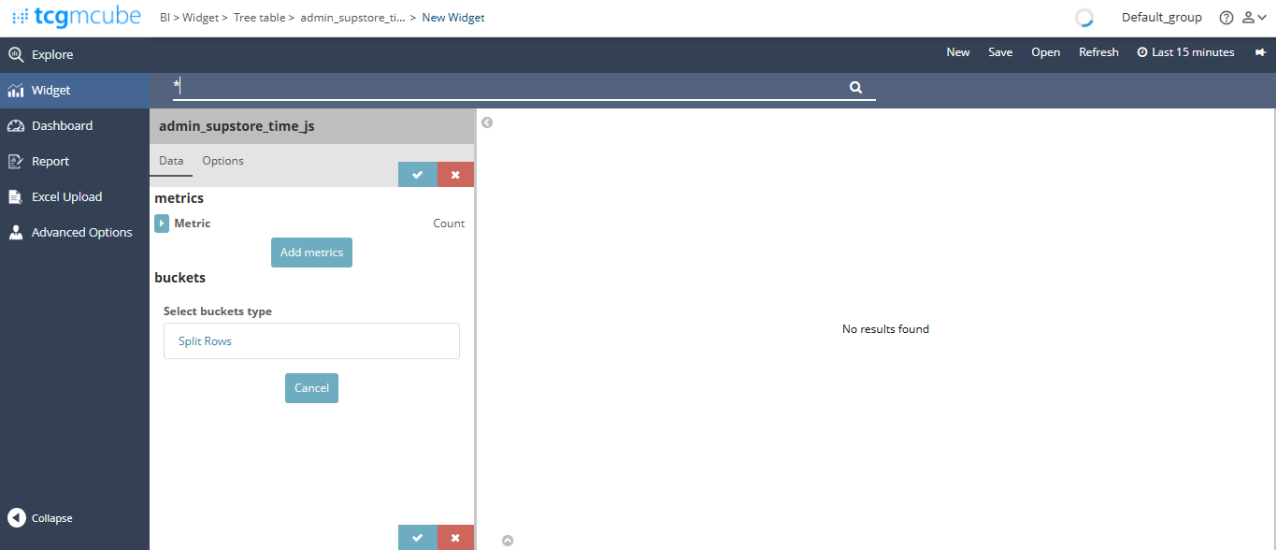 tcgmcube
BI > Widget > Tree table > admin_supstore_ti... > New Widget
Default_group
Explore
New Save Open Refresh Last 15 minutes
Widget
*
Dashboard
admin_supstore_time_js
Report
Data Options
Excel Upload
metrics
Advanced Options
Metric Count
Add metrics
buckets
Select buckets type
Split Rows
No results found
Cancel
Collapse